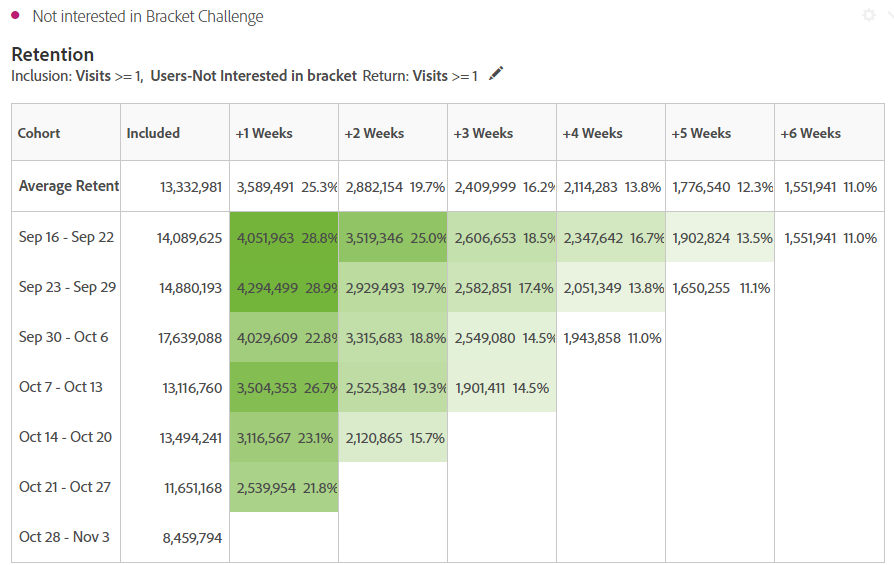 Not interested in Bracket Challenge
Retention
Inclusion: Visits >= 1, Users-Not Interested in bracket Return: Visits >= 1
Cohort Included +1 Weeks +2 Weeks +3 Weeks +4 Weeks +5 Weeks +6 Weeks
Average Retent 13,332,981 3,589,491 25.3% 2,882,154 19.7% 2,409,999 16.2% 2,114,283 13.8% 1,776,540 12.3% 1,551,941 11.0%
Sep 16 - Sep 22 14,089,625 4,051,963 28.8% 3,519,346 25.0% 2,606,653 18.5% 2,347,642 16.7% 1,902,824 13.5% 1,551,941 11.0%
Sep 23 - Sep 29 14,880,193 4,294,499 28.99 2,929,493 19.7% 2,582,851 17.4% 2,051,349 13.8% 1,650,255 11.1%
Sep 30 - Oct 6 17,639,088 4,029,609 22.8% 3,315,683 18.8% 2,549,080 14.5% 1,943,858 11.0%
Oct 7 - Oct 13 13,116,760 3,504,353 26.7% 2,525,384 19.3% 1,901,411 14.5%
Oct 14 - Oct 20 13,494,241 3,116,567 23.1% 2,120,865 15.7%
Oct 21 - Oct 27 11,651,168 2,539,954 21.8%
Oct 28 - Nov 3 8,459,794